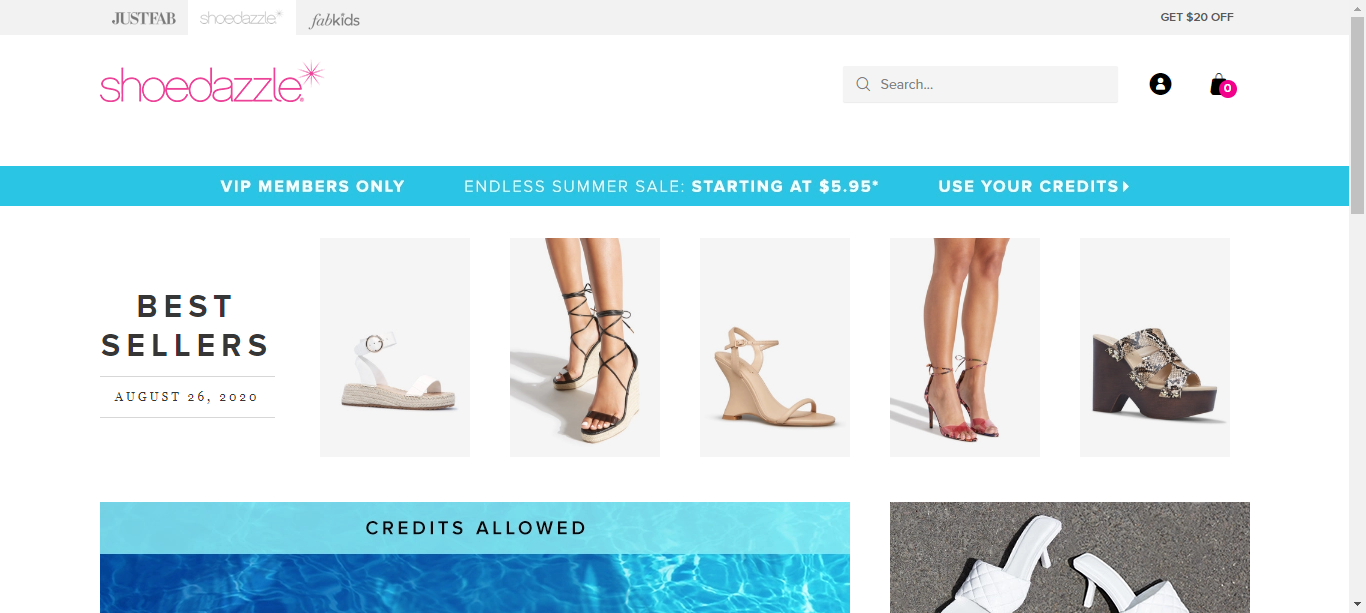 JUSTFAB shoedazzle. fabkids GET $20 OFF
shoedazzle.
Search... 0
VIP MEMBERS ONLY ENDLESS SUMMER SALE: STARTING AT $5.95* USE YOUR CREDITS
BEST
SELLERS
AUGUST 26, 2020
CREDITS ALLOWED